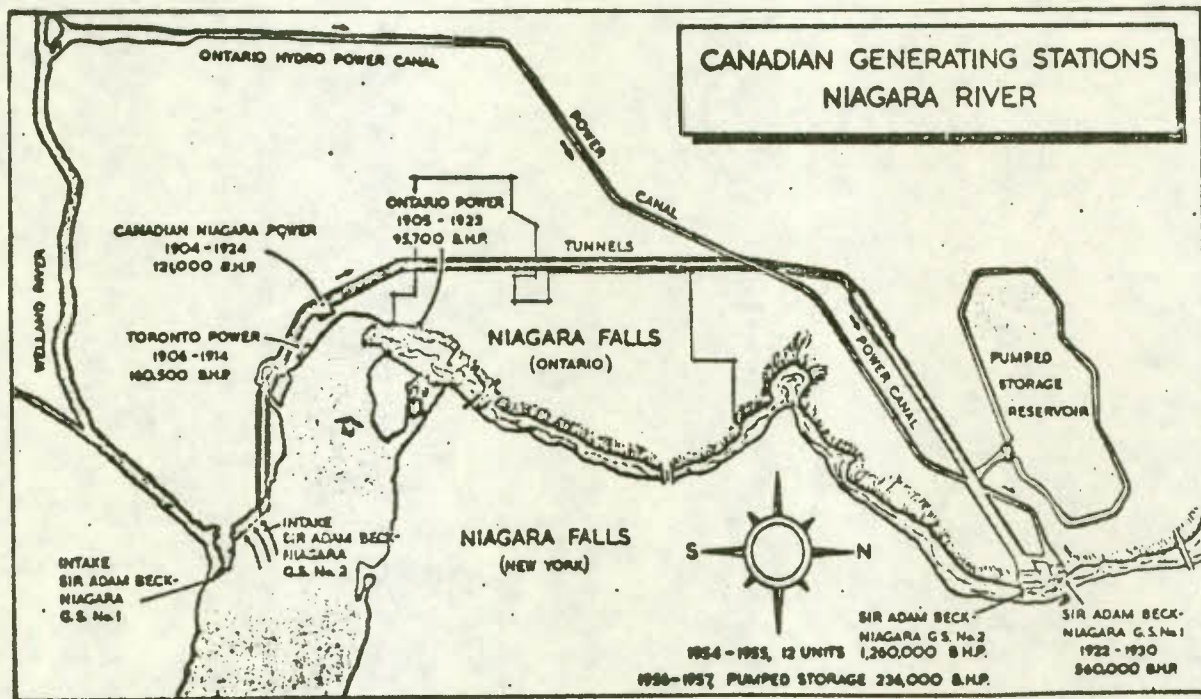 CANADIAN GENERATING STATIONS
NIAGARA RIVER
ONTARIO HYDRO POWER CANAL
POWER
CANAL
WELLAND RIVER
CANADIAN NIAGARA POWER
1904-1924
121,000 B.H.P.
ONTARIO POWER
1905-1923
95,700 B.H.P.
TUNNELS
TORONTO POWER
1906-1914
160,500 B.H.P.
NIAGARA FALLS
(ONTARIO)
POWER CANAL
PUMPED
STORAGE
RESERVOIR
INTAKE
SIR ADAM BECK-
NIAGARA
G.S. No. 2
INTAKE
SIR ADAM BECK-
NIAGARA
G.S. No. 1
NIAGARA FALLS
(NEW YORK)
S
N
SIR ADAM BECK-
NIAGARA G.S. No. 2
1954-1955, 12 UNITS 1,260,000 B.H.P.
1956-1957, PUMPED STORAGE 236,000 B.H.P.
SIR ADAM BECK-
NIAGARA G.S. No. 1
1922-1930
560,000 B.H.P.